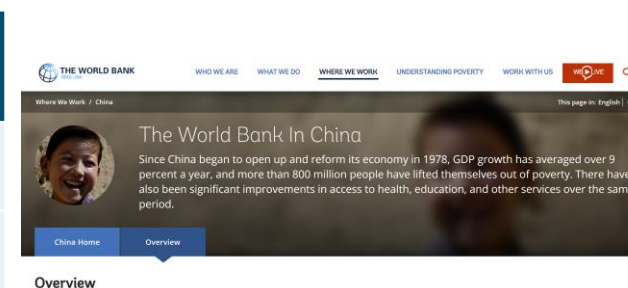 THE WORLD BANK
IBRD • IDA
WHO WE ARE
WHAT WE DO
WHERE WE WORK
UNDERSTANDING POVERTY
WORK WITH US
Where We Work / China
This page in: English
The World Bank In China
Since China began to open up and reform its economy in 1978, GDP growth has averaged over 9
percent a year, and more than 800 million people have lifted themselves out of poverty. There have
also been significant improvements in access to health, education, and other services over the sam
period.
China Home
Overview
Overview